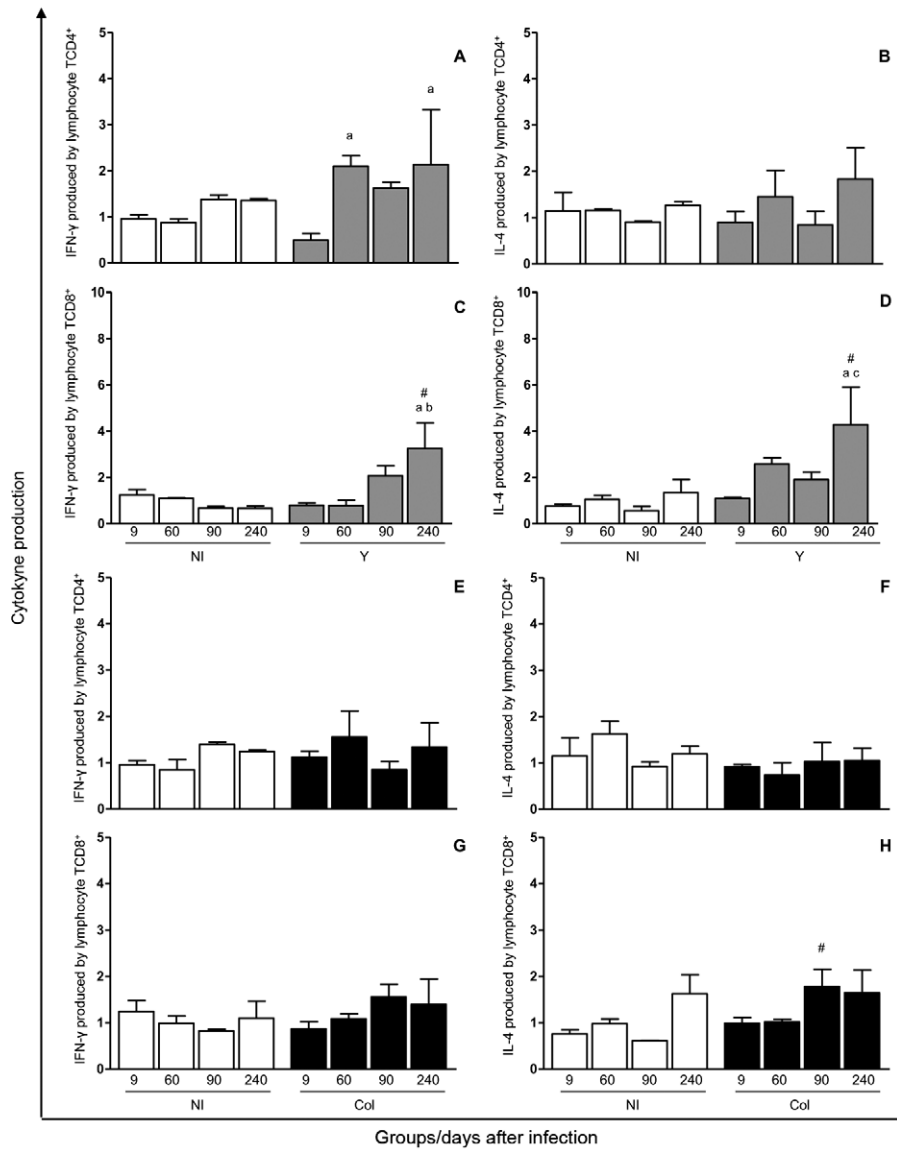 Cytokyne production
IFN-γ produced by lymphocyte TCD4⁺
5
4
3
2
1
0
A
a
a
IL-4 produced by lymphocyte TCD4⁺
5
4
3
2
1
0
B
IFN-γ produced by lymphocyte TCD8⁺
10
8
6
4
2
0
C
#
a b
9 60 90 240 9 60 90 240
NI Y
IL-4 produced by lymphocyte TCD8⁺
10
8
6
4
2
0
D
#
a c
9 60 90 240 9 60 90 240
NI Y
IFN-γ produced by lymphocyte TCD4⁺
5
4
3
2
1
0
E
IL-4 produced by lymphocyte TCD4⁺
5
4
3
2
1
0
F
IFN-γ produced by lymphocyte TCD8⁺
5
4
3
2
1
0
G
9 60 90 240 9 60 90 240
NI Col
IL-4 produced by lymphocyte TCD8⁺
5
4
3
2
1
0
H
#
9 60 90 240 9 60 90 240
NI Col
Groups/days after infection